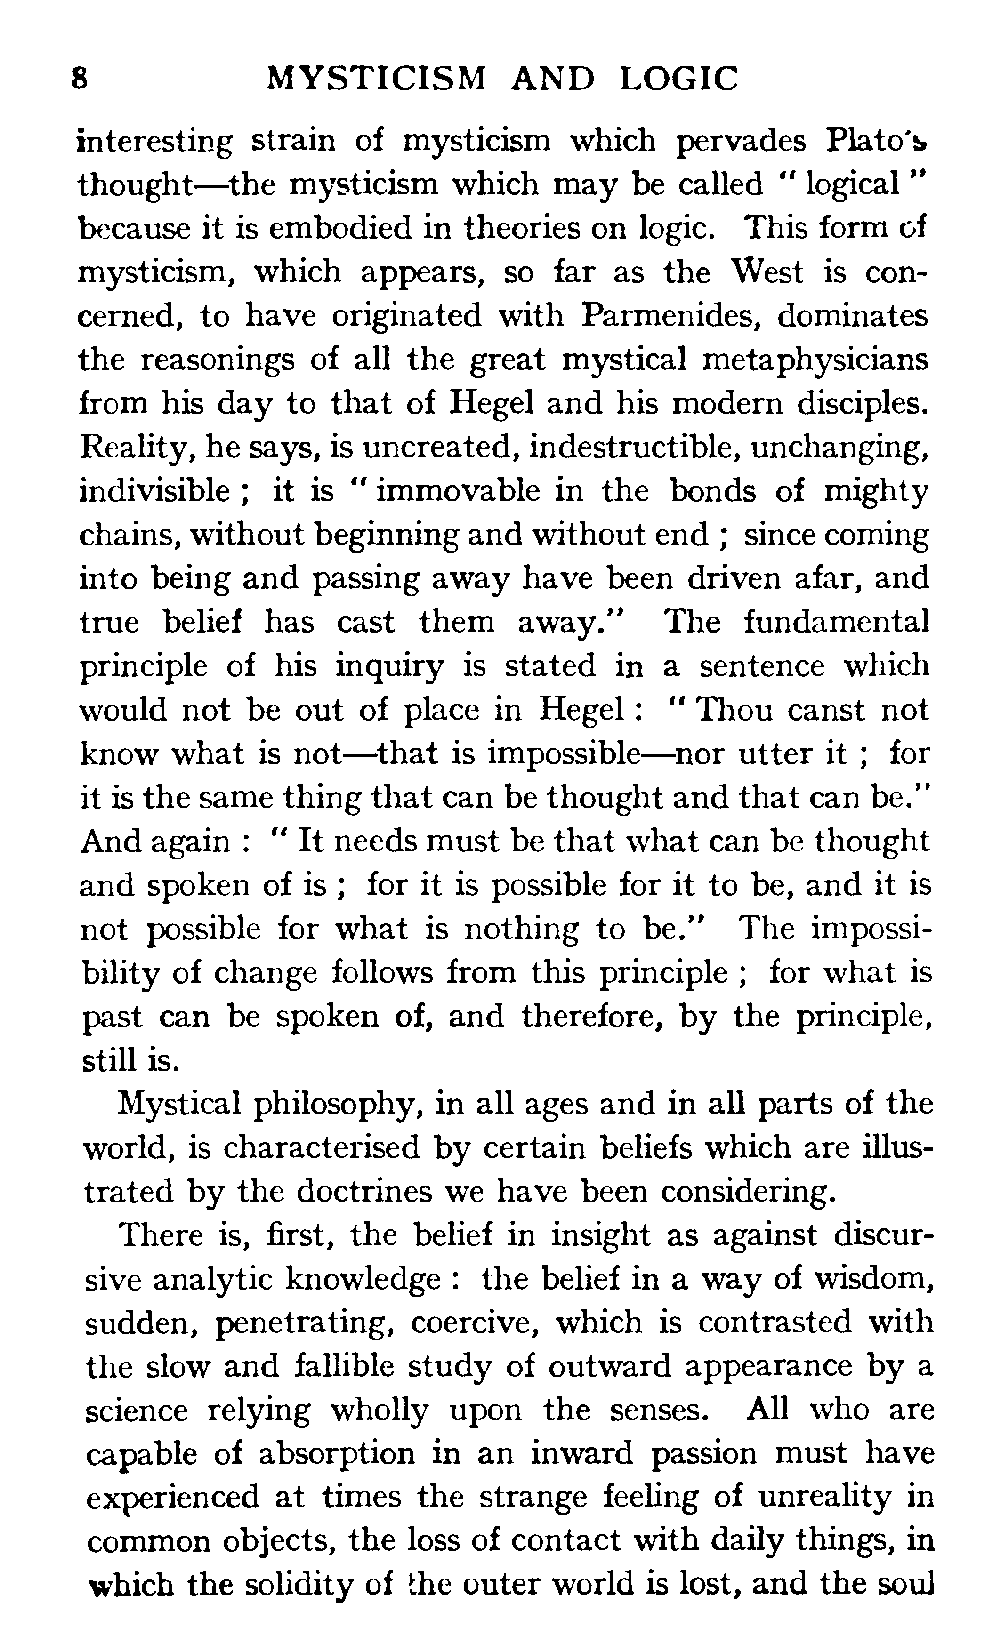 8 MYSTICISM AND LOGIC
interesting strain of mysticism which pervades Plato's
thought—the mysticism which may be called " logical "
because it is embodied in theories on logic. This form of
mysticism, which appears, so far as the West is con-
cerned, to have originated with Parmenides, dominates
the reasonings of all the great mystical metaphysicians
from his day to that of Hegel and his modern disciples.
Reality, he says, is uncreated, indestructible, unchanging,
indivisible ; it is " immovable in the bonds of mighty
chains, without beginning and without end ; since coming
into being and passing away have been driven afar, and
true belief has cast them away." The fundamental
principle of his inquiry is stated in a sentence which
would not be out of place in Hegel : " Thou canst not
know what is not—that is impossible—nor utter it ; for
it is the same thing that can be thought and that can be."
And again : " It needs must be that what can be thought
and spoken of is ; for it is possible for it to be, and it is
not possible for what is nothing to be." The impossi-
bility of change follows from this principle ; for what is
past can be spoken of, and therefore, by the principle,
still is.
Mystical philosophy, in all ages and in all parts of the
world, is characterised by certain beliefs which are illus-
trated by the doctrines we have been considering.
There is, first, the belief in insight as against discur-
sive analytic knowledge : the belief in a way of wisdom,
sudden, penetrating, coercive, which is contrasted with
the slow and fallible study of outward appearance by a
science relying wholly upon the senses. All who are
capable of absorption in an inward passion must have
experienced at times the strange feeling of unreality in
common objects, the loss of contact with daily things, in
which the solidity of the outer world is lost, and the soul